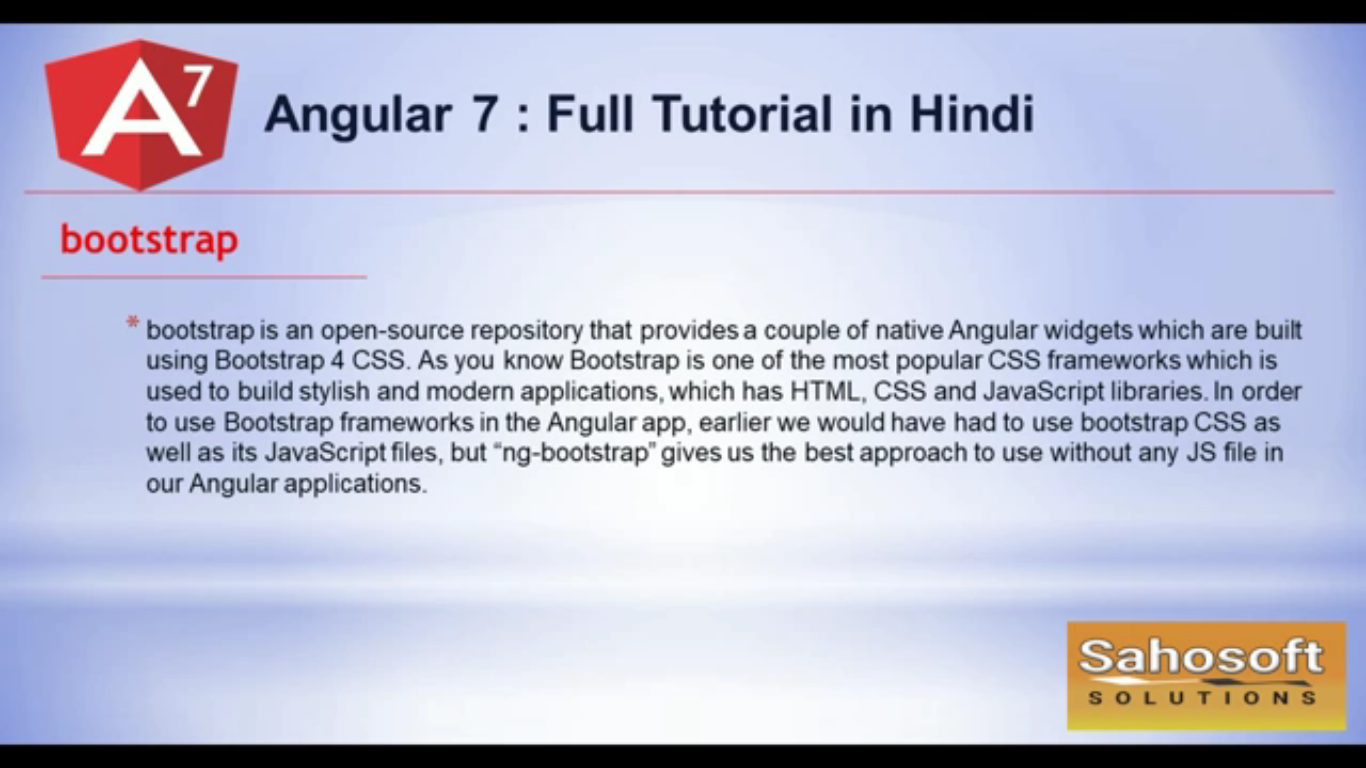 A7
Angular 7 : Full Tutorial in Hindi
bootstrap
* bootstrap is an open-source repository that provides a couple of native Angular widgets which are built
using Bootstrap 4 CSS. As you know Bootstrap is one of the most popular CSS frameworks which is
used to build stylish and modern applications, which has HTML, CSS and JavaScript libraries. In order
to use Bootstrap frameworks in the Angular app, earlier we would have had to use bootstrap CSS as
well as its JavaScript files, but “ng-bootstrap” gives us the best approach to use without any JS file in
our Angular applications.
Sahosoft
SOLUTIONS